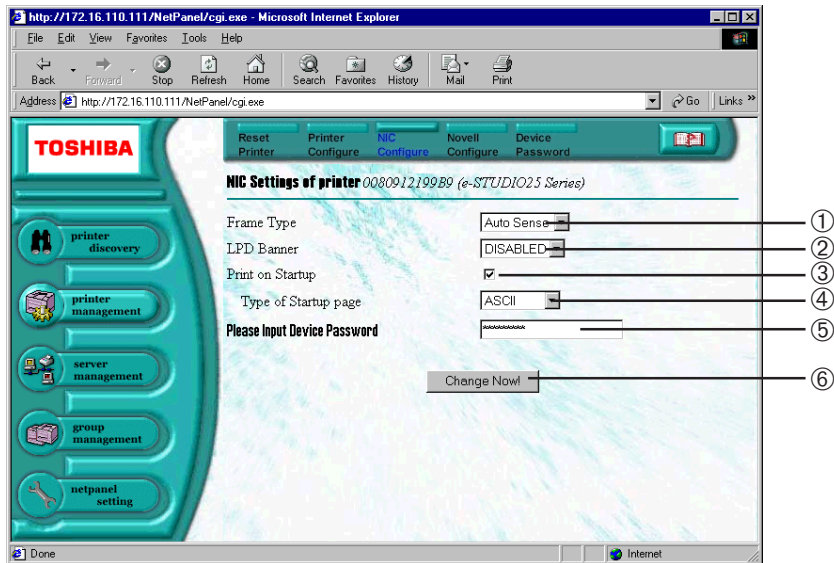 http://172.16.110.111/NetPanel/cgi.exe - Microsoft Internet Explorer
File Edit View Favorites Tools Help
Back Forward Stop Refresh Home Search Favorites History Mail Print
Address http://172.16.110.111/NetPanel/cgi.exe Go Links »
TOSHIBA
Reset Printer
Printer Configure
NIC Configure
Novell Configure
Device Password
NIC Settings of printer 0080912199B9 (e-STUDIO25 Series)
Frame Type Auto Sense ①
LPD Banner DISABLED ②
Print on Startup ③
Type of Startup page ASCII ④
Please Input Device Password ********* ⑤
Change Now! ⑥
printer discovery
printer management
server management
group management
netpanel setting
Done Internet